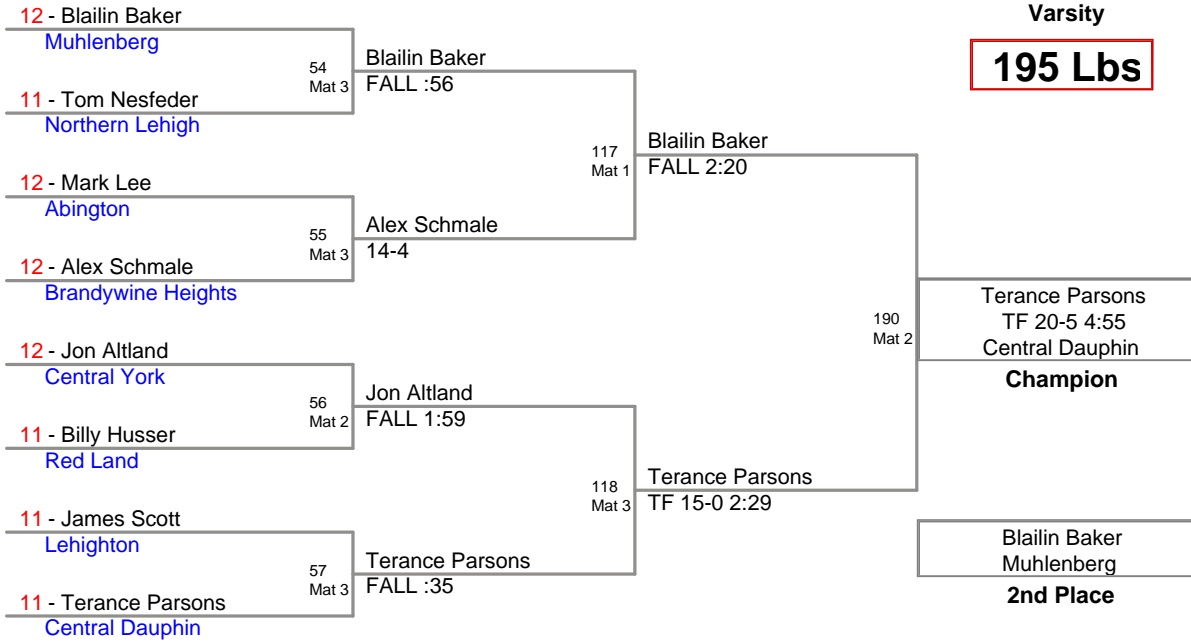 Varsity
195 Lbs
12 - Blailin Baker
Muhlenberg
54
Mat 3
Blailin Baker
FALL :56
11 - Tom Nesfeder
Northern Lehigh
117
Mat 1
Blailin Baker
FALL 2:20
12 - Mark Lee
Abington
55
Mat 3
Alex Schmale
14-4
12 - Alex Schmale
Brandywine Heights
190
Mat 2
Terance Parsons
TF 20-5 4:55
Central Dauphin
Champion
12 - Jon Altland
Central York
56
Mat 2
Jon Altland
FALL 1:59
11 - Billy Husser
Red Land
118
Mat 3
Terance Parsons
TF 15-0 2:29
11 - James Scott
Lehighton
57
Mat 3
Terance Parsons
FALL :35
11 - Terance Parsons
Central Dauphin
Blailin Baker
Muhlenberg
2nd Place